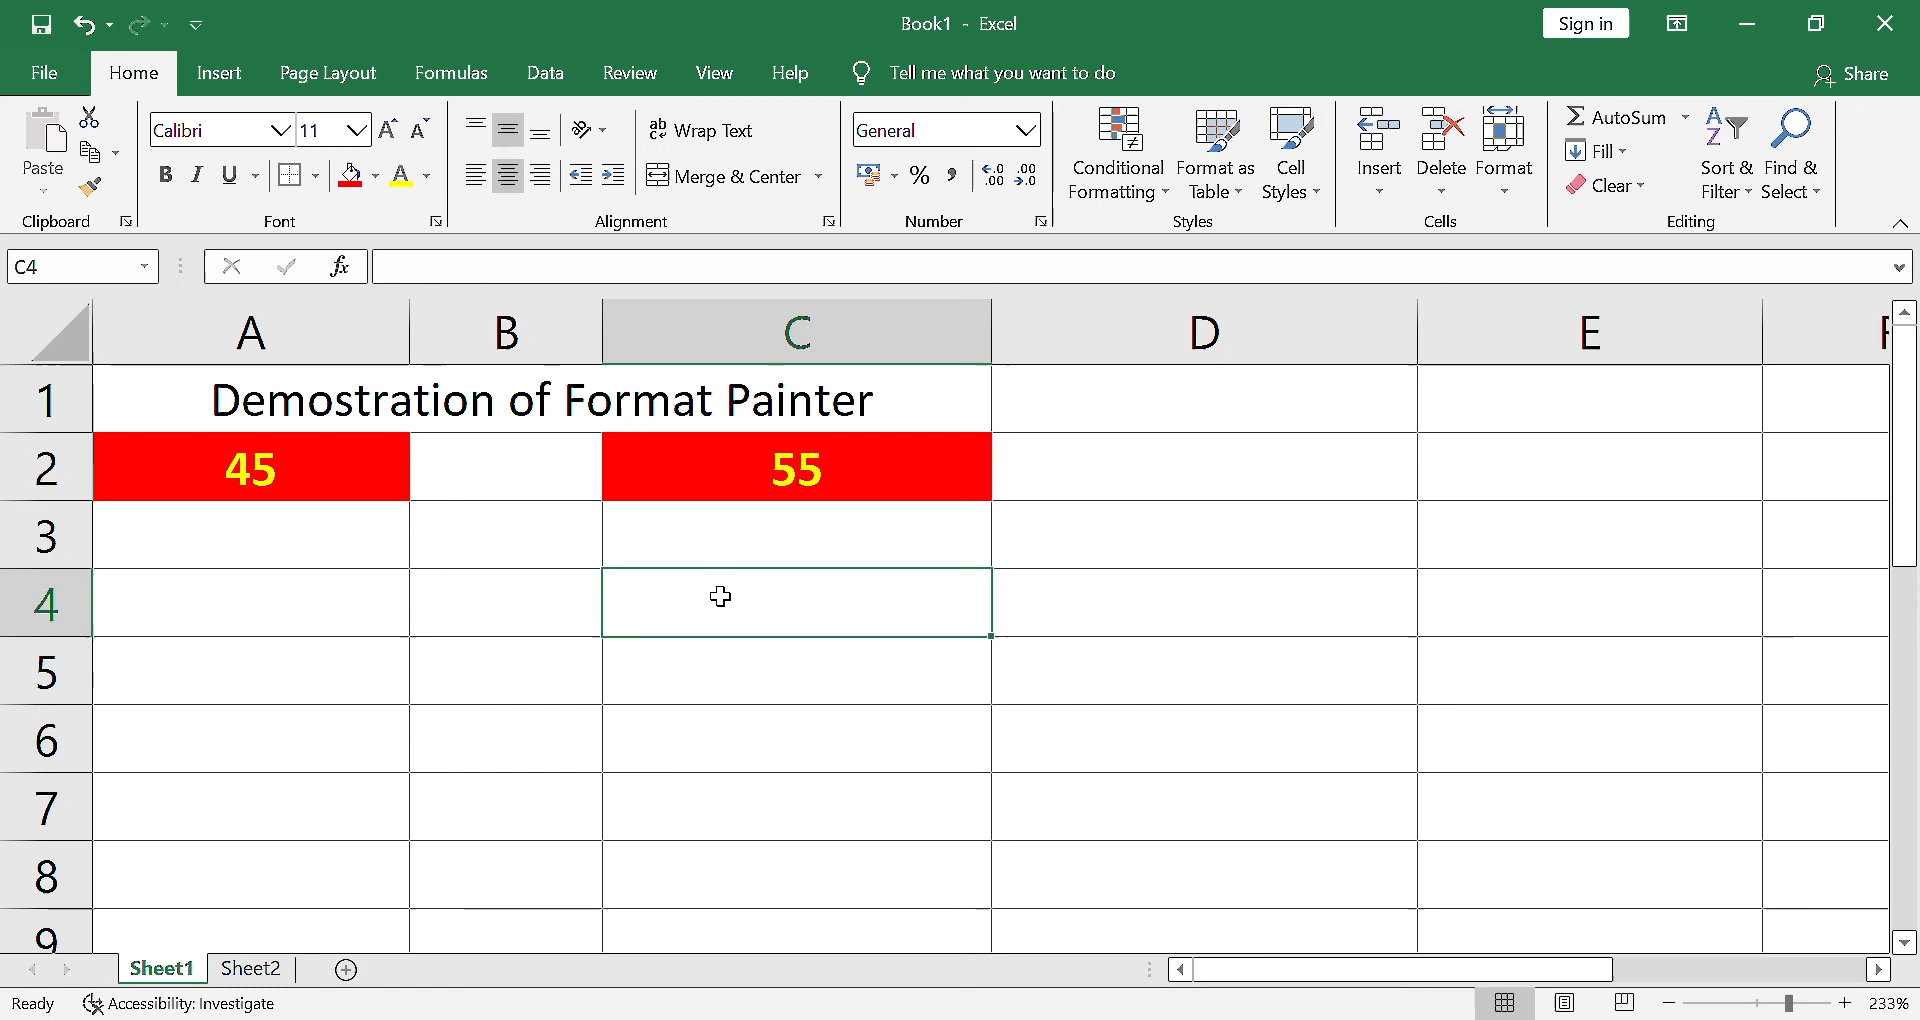 Book1 - Excel
Sign in
File Home Insert Page Layout Formulas Data Review View Help Tell me what you want to do Share
Calibri 11 ab Wrap Text General AutoSum
Paste Conditional Format as Cell Insert Delete Format Fill Sort & Find &
B I U Merge & Center % Formatting Table Styles Clear Filter Select
Clipboard Font Alignment Number Styles Cells Editing
C4 fx
A B C D E F
1 Demostration of Format Painter
2 45 55
3
4
5
6
7
8
9
Sheet1 Sheet2
Ready Accessibility: Investigate 233%